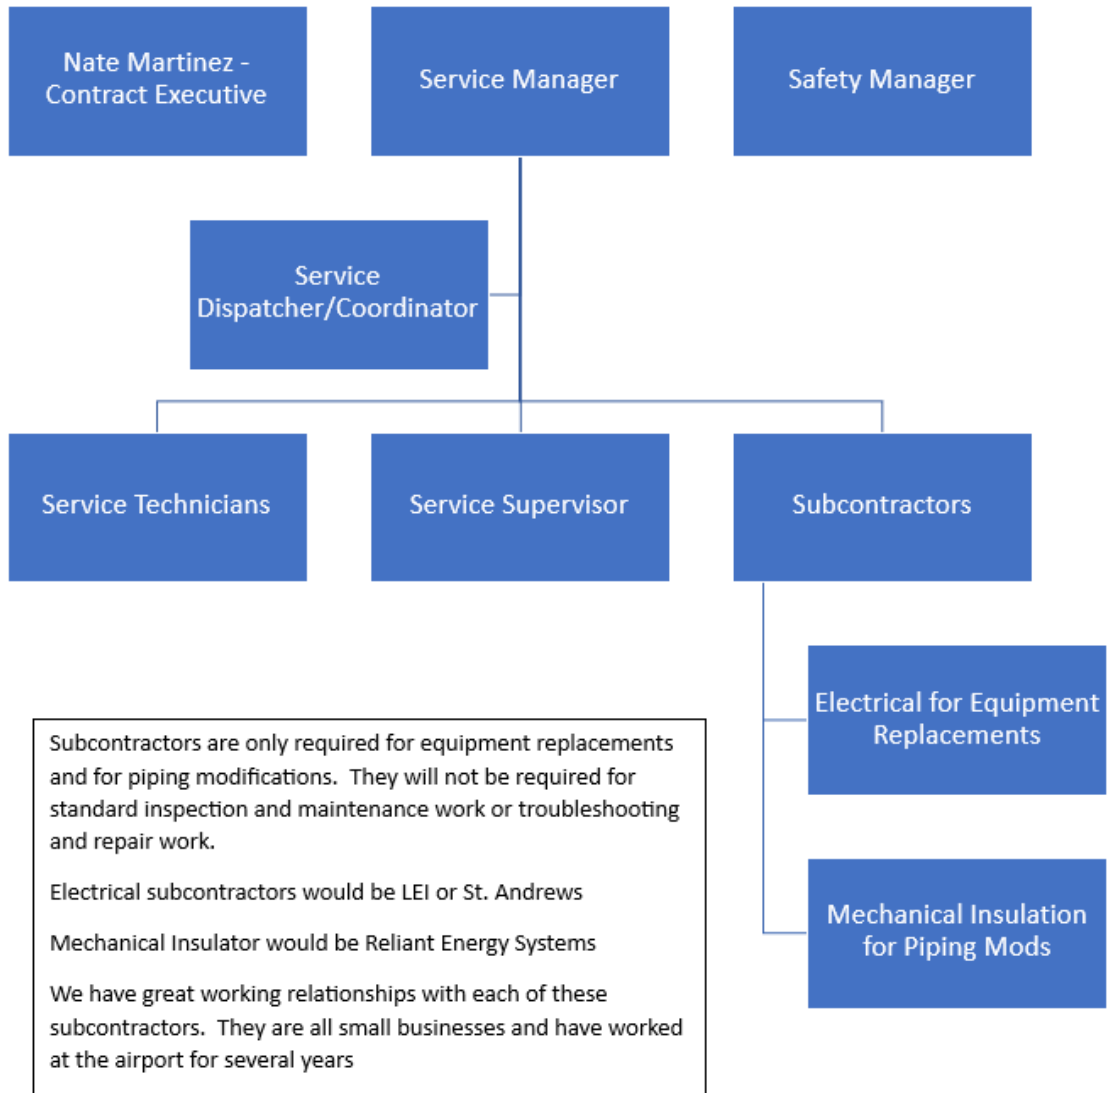 Nate Martinez -
Contract Executive
Service Manager
Safety Manager
Service
Dispatcher/Coordinator
Service Technicians
Service Supervisor
Subcontractors
Electrical for Equipment
Replacements
Mechanical Insulation
for Piping Mods
Subcontractors are only required for equipment replacements
and for piping modifications.  They will not be required for
standard inspection and maintenance work or troubleshooting
and repair work.
Electrical subcontractors would be LEI or St. Andrews
Mechanical Insulator would be Reliant Energy Systems
We have great working relationships with each of these
subcontractors.  They are all small businesses and have worked
at the airport for several years